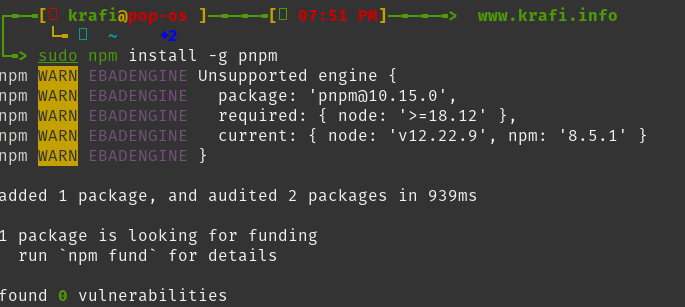 [ krafi@pop-os ] [ 07:51 PM] > www.krafi.info
~ +2
> sudo npm install -g pnpm
npm WARN EBADENGINE Unsupported engine {
npm WARN EBADENGINE   package: 'pnpm@10.15.0',
npm WARN EBADENGINE   required: { node: '>=18.12' },
npm WARN EBADENGINE   current: { node: 'v12.22.9', npm: '8.5.1' }
npm WARN EBADENGINE }
added 1 package, and audited 2 packages in 939ms
1 package is looking for funding
  run `npm fund` for details
found 0 vulnerabilities